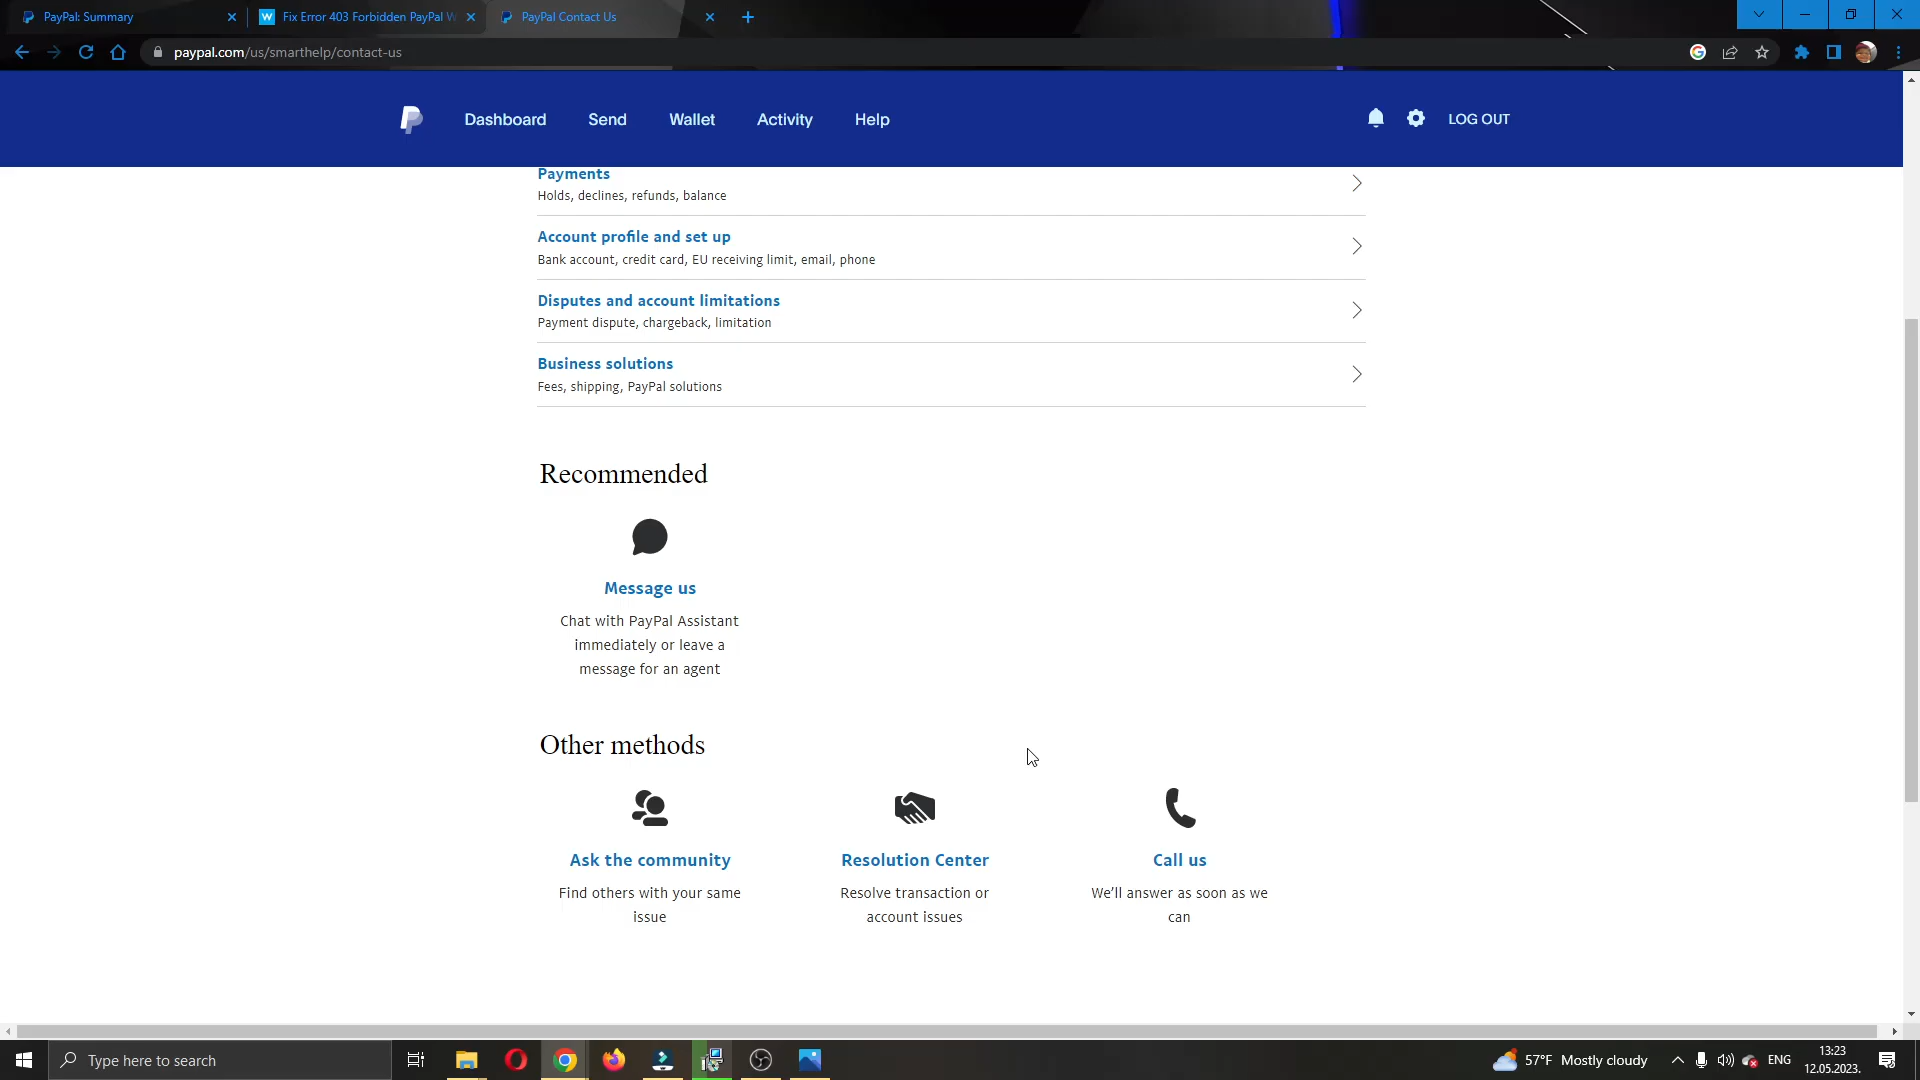 PayPal: Summary
Fix Error 403 Forbidden PayPal W
PayPal Contact Us
paypal.com/us/smarthelp/contact-us
Dashboard
Send
Wallet
Activity
Help
LOG OUT
Payments
Holds, declines, refunds, balance
Account profile and set up
Bank account, credit card, EU receiving limit, email, phone
Disputes and account limitations
Payment dispute, chargeback, limitation
Business solutions
Fees, shipping, PayPal solutions
Recommended
Message us
Chat with PayPal Assistant
immediately or leave a
message for an agent
Other methods
Ask the community
Find others with your same
issue
Resolution Center
Resolve transaction or
account issues
Call us
We'll answer as soon as we
can
Type here to search
57°F Mostly cloudy
ENG
13:23
12.05.2023.